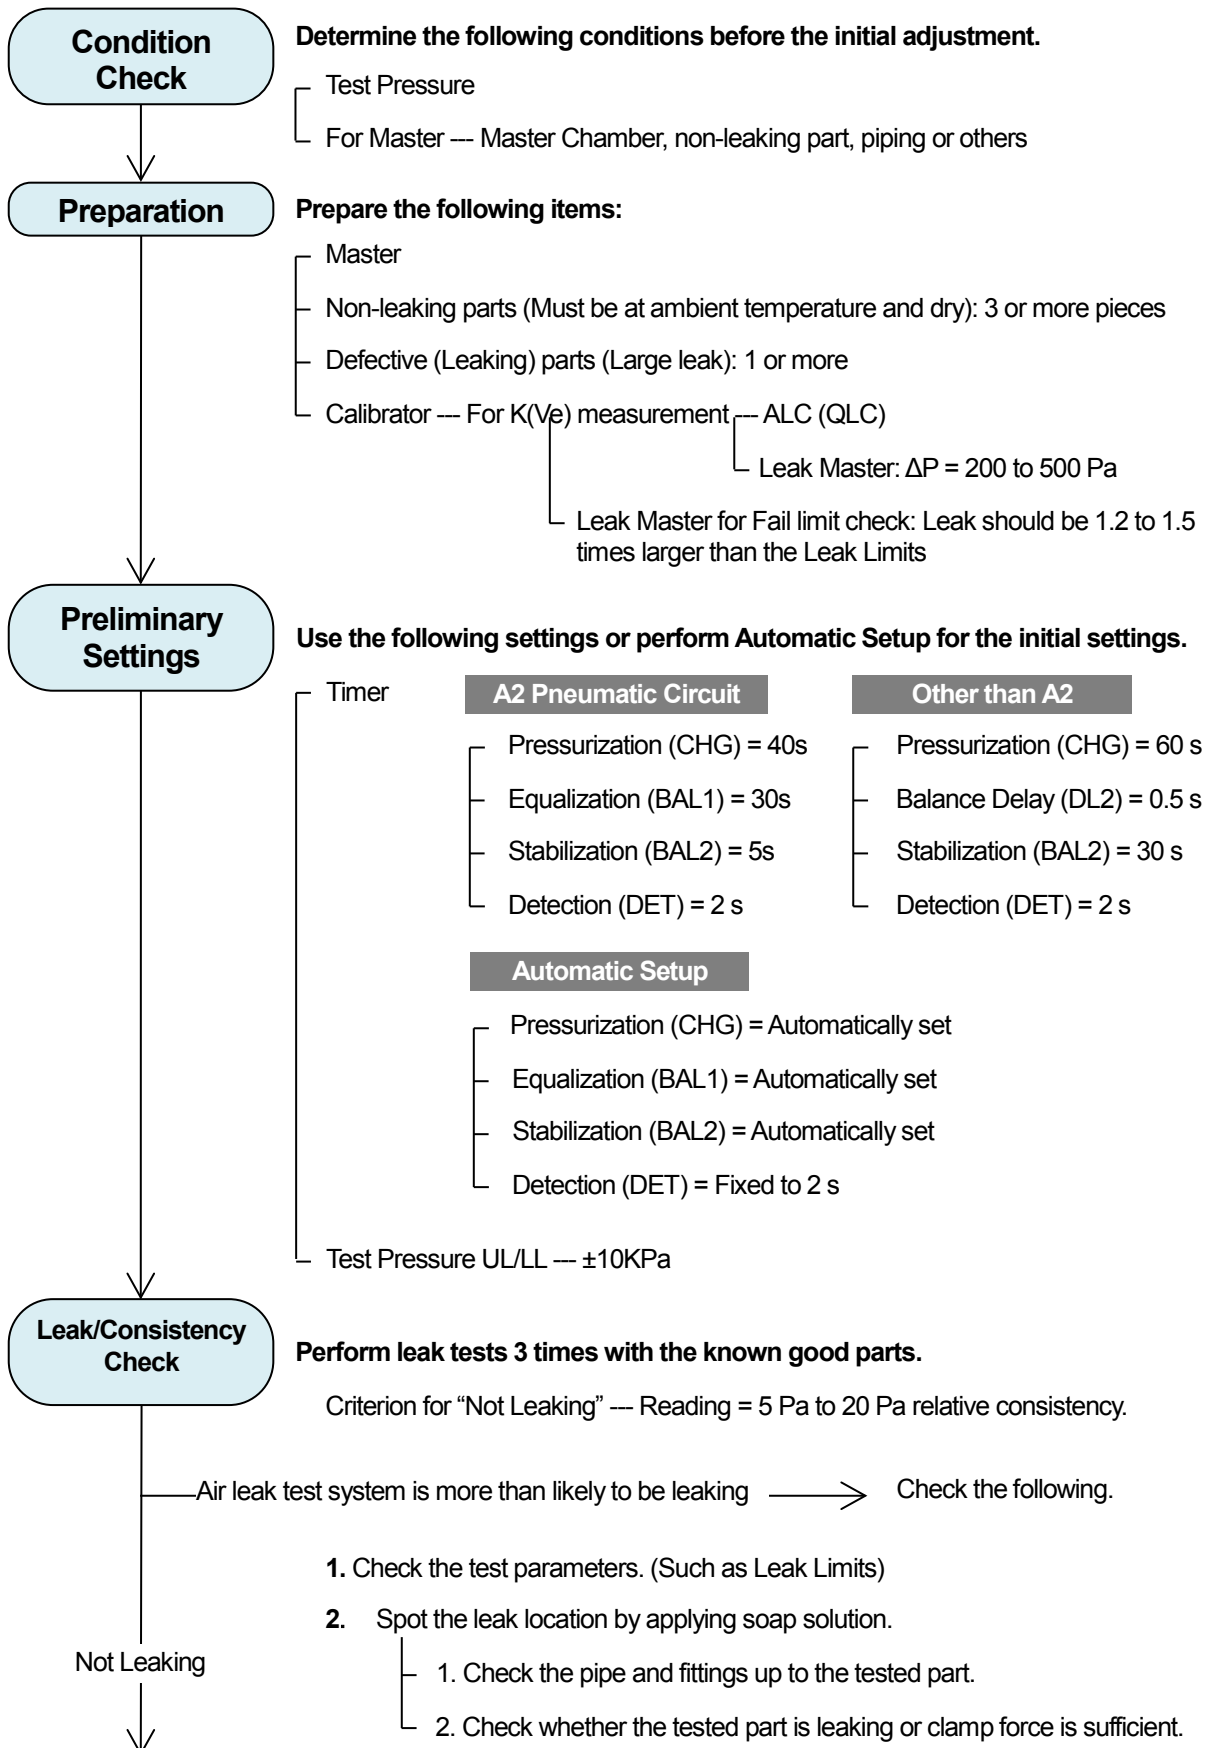 Condition
Check
Determine the following conditions before the initial adjustment.
Test Pressure
For Master --- Master Chamber, non-leaking part, piping or others
Preparation
Prepare the following items:
Master
Non-leaking parts (Must be at ambient temperature and dry): 3 or more pieces
Defective (Leaking) parts (Large leak): 1 or more
Calibrator --- For K(Ve) measurement --- ALC (QLC)
Leak Master: ΔP = 200 to 500 Pa
Leak Master for Fail limit check: Leak should be 1.2 to 1.5
times larger than the Leak Limits
Preliminary
Settings
Use the following settings or perform Automatic Setup for the initial settings.
Timer
A2 Pneumatic Circuit
Pressurization (CHG) = 40s
Equalization (BAL1) = 30s
Stabilization (BAL2) = 5s
Detection (DET) = 2 s
Other than A2
Pressurization (CHG) = 60 s
Balance Delay (DL2) = 0.5 s
Stabilization (BAL2) = 30 s
Detection (DET) = 2 s
Automatic Setup
Pressurization (CHG) = Automatically set
Equalization (BAL1) = Automatically set
Stabilization (BAL2) = Automatically set
Detection (DET) = Fixed to 2 s
Test Pressure UL/LL --- ±10KPa
Leak/Consistency
Check
Perform leak tests 3 times with the known good parts.
Criterion for “Not Leaking” --- Reading = 5 Pa to 20 Pa relative consistency.
Air leak test system is more than likely to be leaking
Check the following.
1. Check the test parameters. (Such as Leak Limits)
2. Spot the leak location by applying soap solution.
1. Check the pipe and fittings up to the tested part.
2. Check whether the tested part is leaking or clamp force is sufficient.
Not Leaking